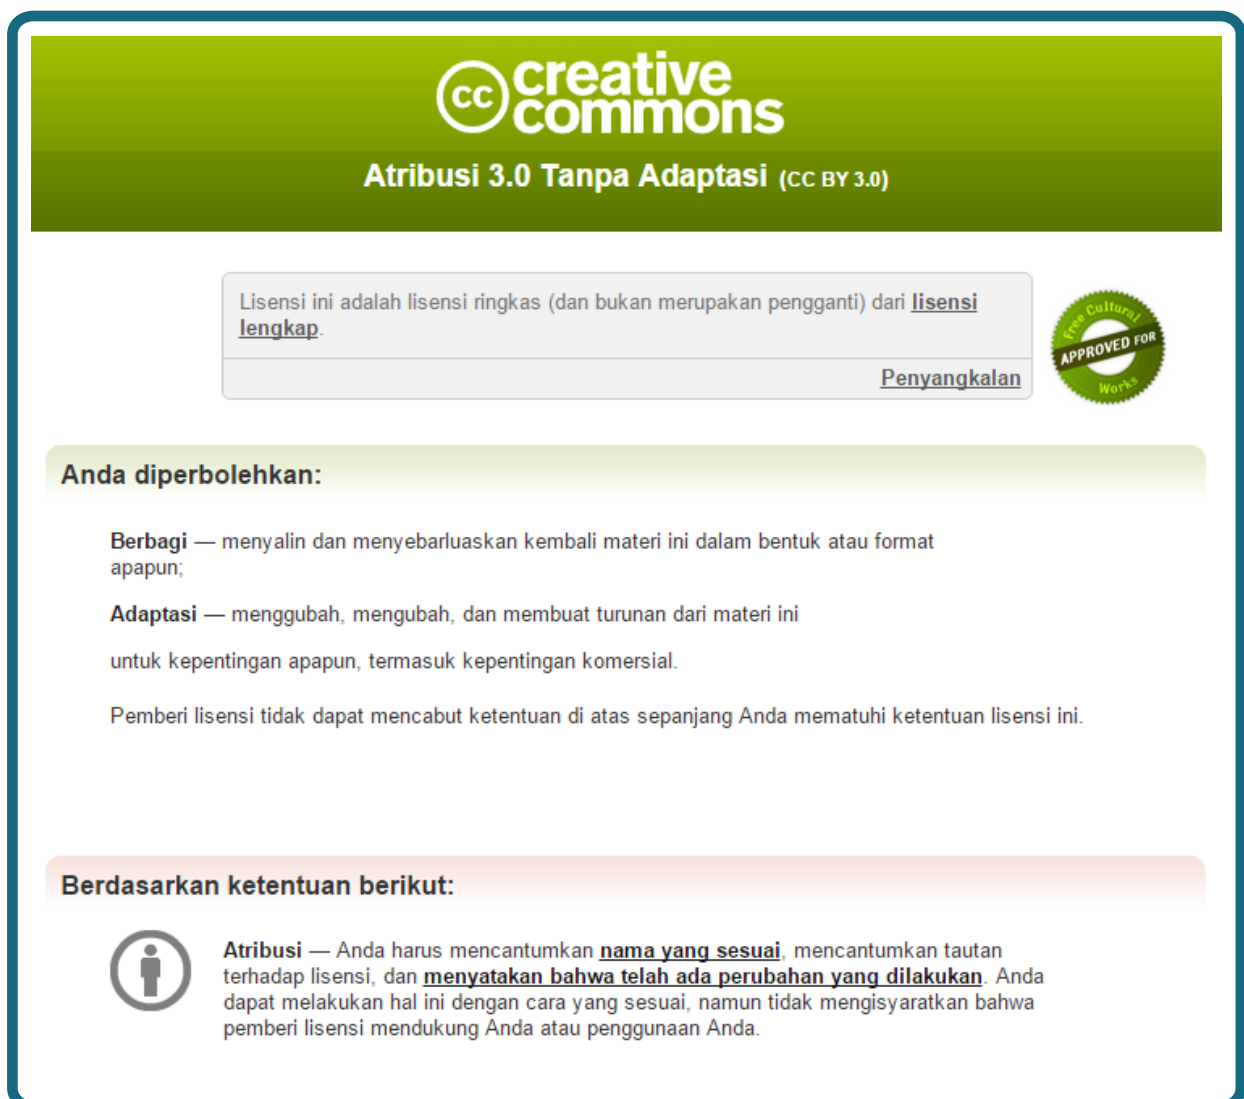 cc creative
commons
Atribusi 3.0 Tanpa Adaptasi (CC BY 3.0)
Lisensi ini adalah lisensi ringkas (dan bukan merupakan pengganti) dari lisensi
lengkap.
Penyangkalan
Free Cultural
APPROVED FOR
Works
Anda diperbolehkan:
Berbagi — menyalin dan menyebarluaskan kembali materi ini dalam bentuk atau format
apapun;
Adaptasi — menggubah, mengubah, dan membuat turunan dari materi ini
untuk kepentingan apapun, termasuk kepentingan komersial.
Pemberi lisensi tidak dapat mencabut ketentuan di atas sepanjang Anda mematuhi ketentuan lisensi ini.
Berdasarkan ketentuan berikut:
Atribusi — Anda harus mencantumkan nama yang sesuai, mencantumkan tautan
terhadap lisensi, dan menyatakan bahwa telah ada perubahan yang dilakukan. Anda
dapat melakukan hal ini dengan cara yang sesuai, namun tidak mengisyaratkan bahwa
pemberi lisensi mendukung Anda atau penggunaan Anda.